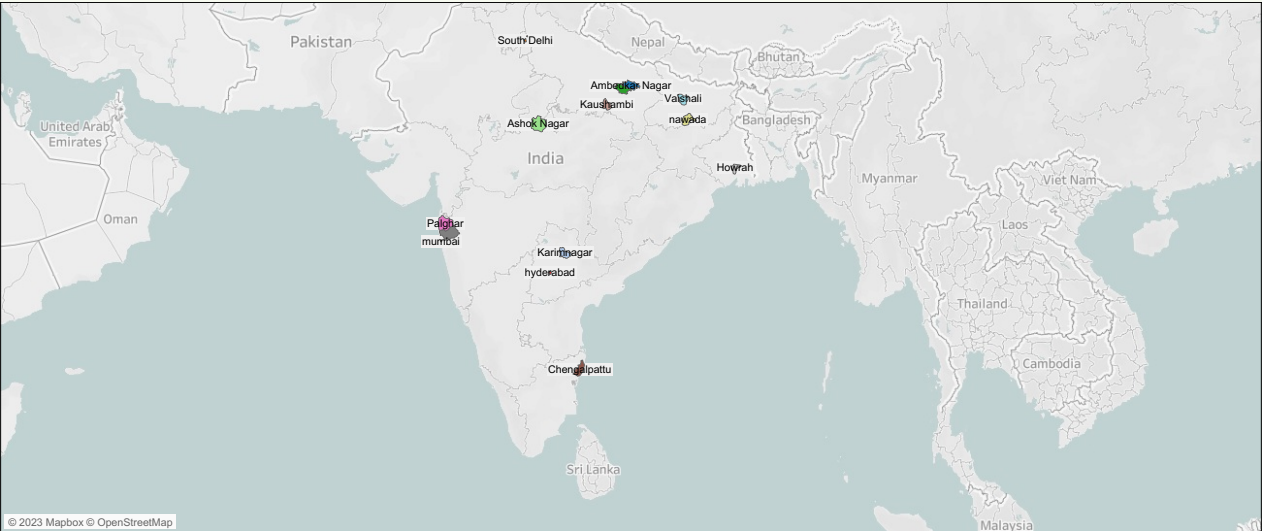 South Delhi
Pakistan
Nepal
Bhutan
Ambedkar Nagar
Vaishali
Kaushambi
nawada
Ashok Nagar
Bangladesh
United Arab
Emirates
India
Howrah
Myanmar
Viet Nam
Oman
Palghar
mumbai
Laos
Karimnagar
hyderabad
Thailand
Cambodia
Chengalpattu
Sri Lanka
Malaysia
© 2023 Mapbox © OpenStreetMap